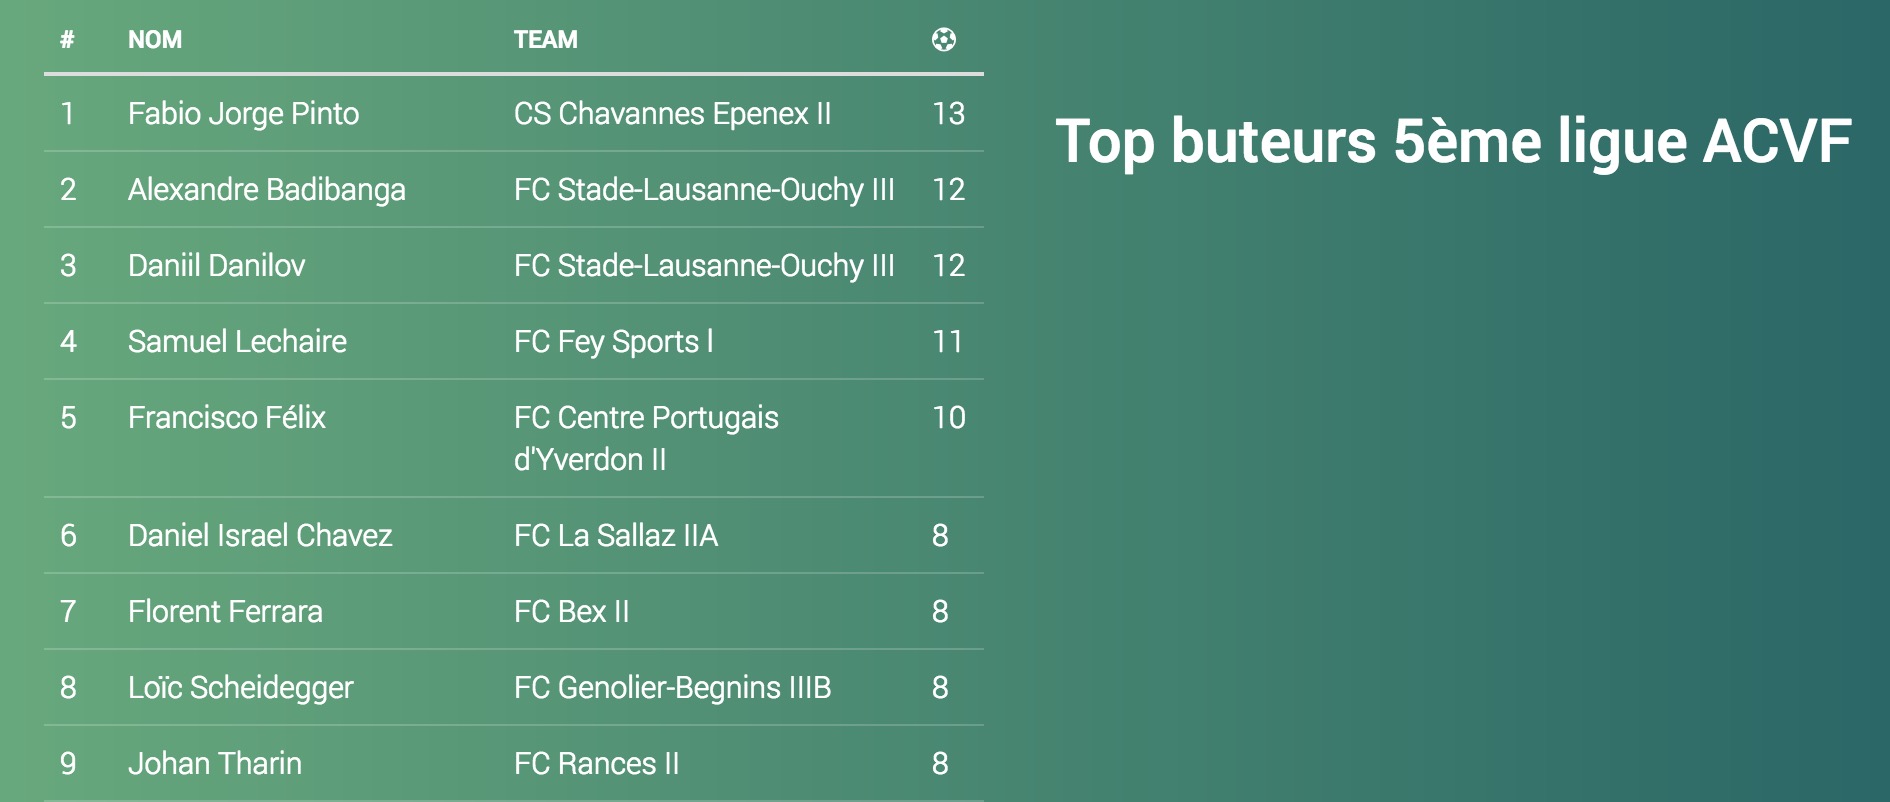 # NOM TEAM
1 Fabio Jorge Pinto CS Chavannes Epenex II 13
2 Alexandre Badibanga FC Stade-Lausanne-Ouchy III 12
3 Daniil Danilov FC Stade-Lausanne-Ouchy III 12
4 Samuel Lechaire FC Fey Sports I 11
5 Francisco Félix FC Centre Portugais 10
d'Yverdon II
6 Daniel Israel Chavez FC La Sallaz IIA 8
7 Florent Ferrara FC Bex II 8
8 Loïc Scheidegger FC Genolier-Begnins IIIB 8
9 Johan Tharin FC Rances II 8
Top buteurs 5ème ligue ACVF